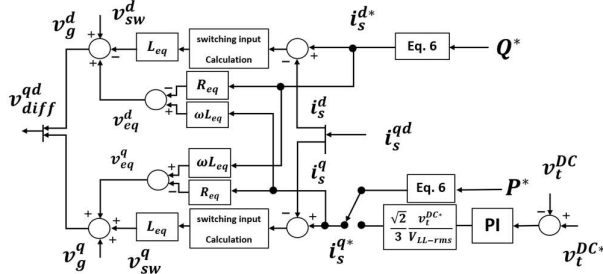 v_g^d v_sw^d i_s^d*
L_eq switching input Calculation Eq. 6 Q*
R_eq
v_diff^qd v_eq^d ωL_eq i_s^d
i_s^qd
v_eq^q ωL_eq i_s^q v_t^DC
R_eq Eq. 6 P*
L_eq switching input Calculation √2/3 v_t^DC*/V_LL-rms PI
v_g^q v_sw^q i_s^q* v_t^DC*